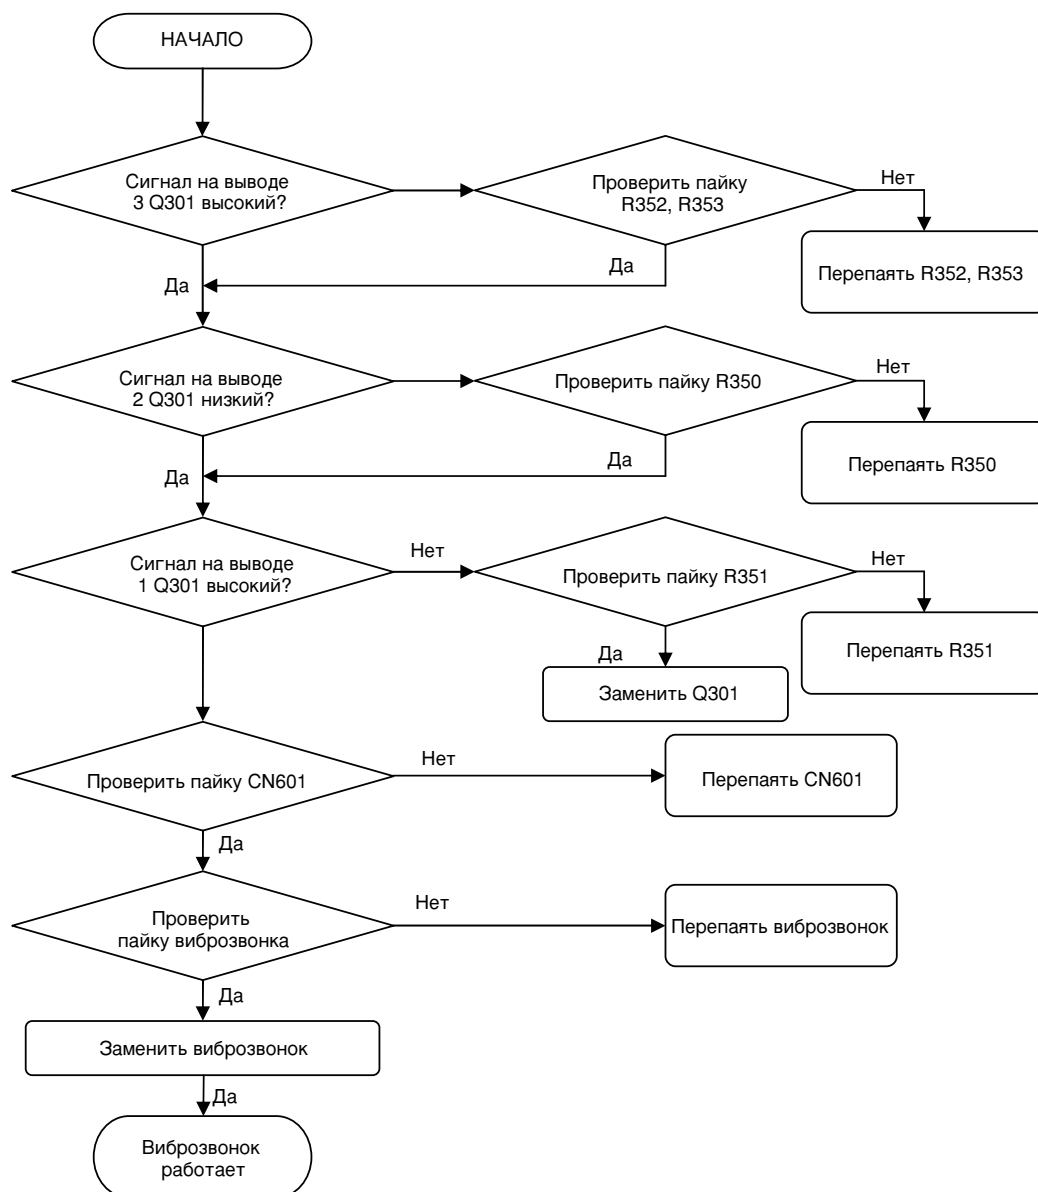 НАЧАЛО
Сигнал на выводе
3 Q301 высокий?
Проверить пайку
R352, R353
Нет
Перепаять R352, R353
Да
Да
Сигнал на выводе
2 Q301 низкий?
Проверить пайку R350
Нет
Перепаять R350
Да
Да
Сигнал на выводе
1 Q301 высокий?
Нет
Проверить пайку R351
Нет
Перепаять R351
Да
Заменить Q301
Проверить пайку CN601
Нет
Перепаять CN601
Да
Проверить
пайку виброзвонка
Нет
Перепаять виброзвонок
Да
Заменить виброзвонок
Да
Виброзвонок
работает